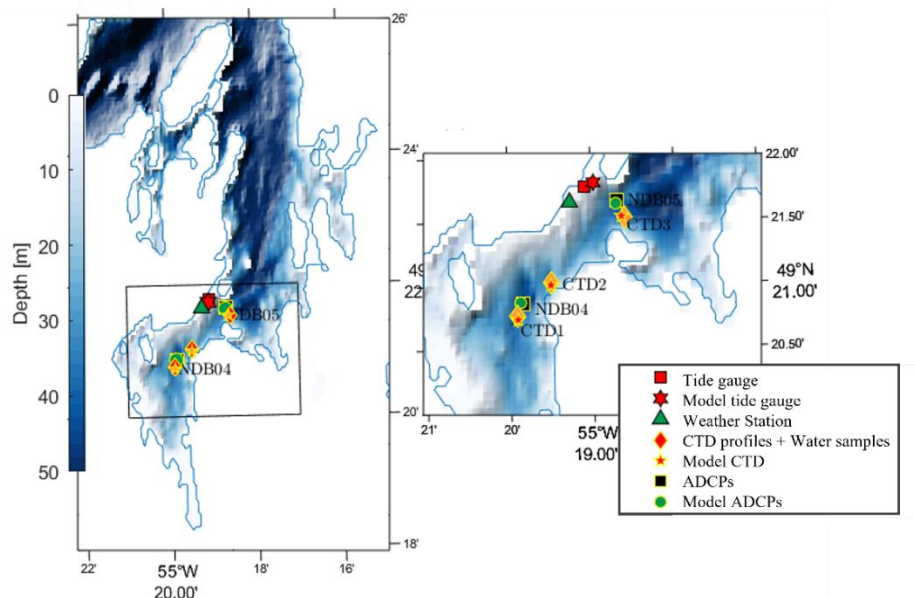 26'
24'
20'
18'
0
10
20
30
40
50
Depth [m]
NDB05
NDB04
22'
55°W
20.00'
18'
16'
22.00'
21.50'
49°N
21.00'
20.50'
49
22
NDB05
CTD3
CTD2
NDB04
CTD1
21'
20'
55°W
19.00'
Tide gauge
Model tide gauge
Weather Station
CTD profiles + Water samples
Model CTD
ADCPs
Model ADCPs